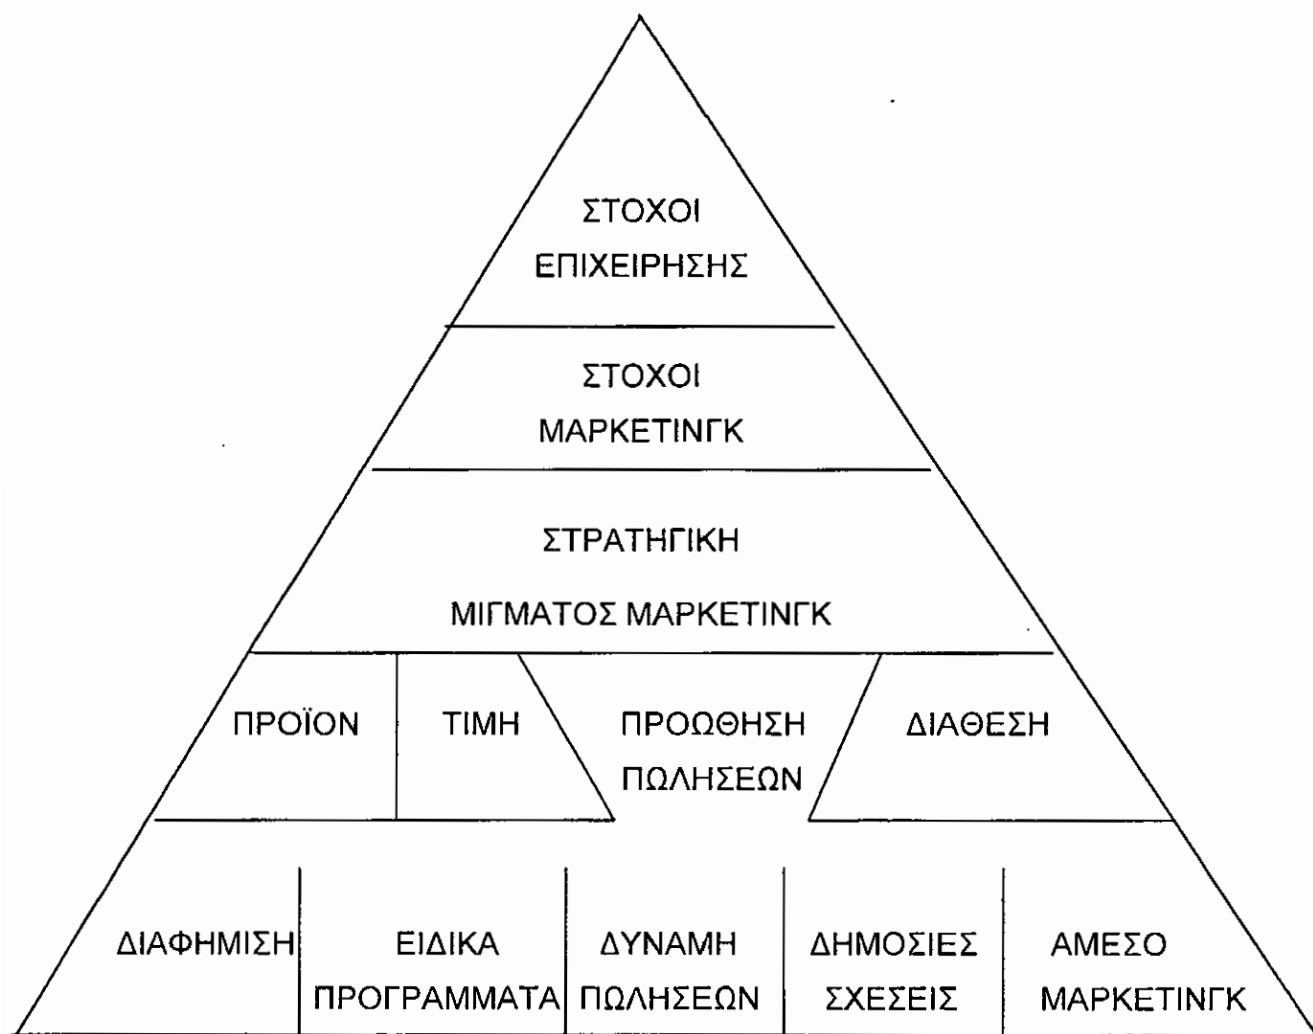 ΣΤΟΧΟΙ
ΕΠΙΧΕΙΡΗΣΗΣ
ΣΤΟΧΟΙ
ΜΑΡΚΕΤΙΝΓΚ
ΣΤΡΑΤΗΓΙΚΗ
ΜΙΓΜΑΤΟΣ ΜΑΡΚΕΤΙΝΓΚ
ΠΡΟΪΟΝ
ΤΙΜΗ
ΠΡΟΩΘΗΣΗ
ΠΩΛΗΣΕΩΝ
ΔΙΑΘΕΣΗ
ΔΙΑΦΗΜΙΣΗ
ΕΙΔΙΚΑ
ΠΡΟΓΡΑΜΜΑΤΑ
ΔΥΝΑΜΗ
ΠΩΛΗΣΕΩΝ
ΔΗΜΟΣΙΕΣ
ΣΧΕΣΕΙΣ
ΑΜΕΣΟ
ΜΑΡΚΕΤΙΝΓΚ